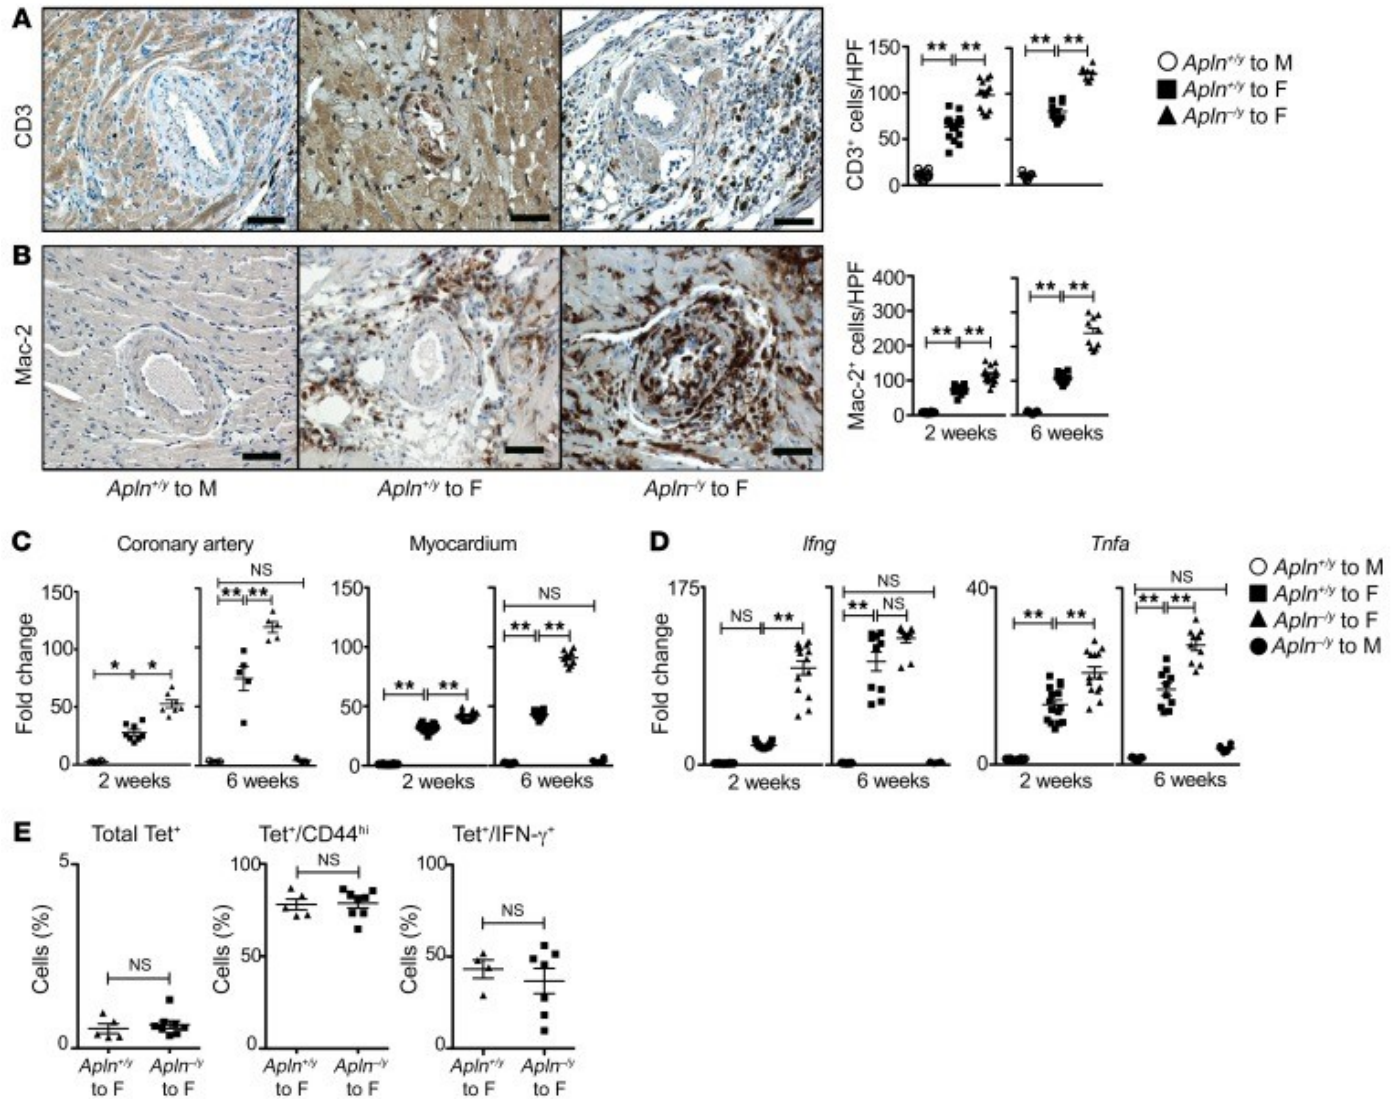 A
CD3
CD3⁺ cells/HPF
150
100
50
0
** **
** **
Apln⁺/ʸ to M
Apln⁺/ʸ to F
Apln⁻/ʸ to F
B
Mac-2
Mac-2⁺ cells/HPF
400
300
200
100
0
** **
** **
2 weeks 6 weeks
Apln⁺/ʸ to M Apln⁺/ʸ to F Apln⁻/ʸ to F
C
Coronary artery
Fold change
150
100
50
0
* *
NS
** **
2 weeks 6 weeks
Myocardium
150
100
50
0
** **
NS
** **
2 weeks 6 weeks
D
Ifng
Fold change
175
0
NS **
NS
** NS
2 weeks 6 weeks
Tnfa
40
0
** **
NS
** **
2 weeks 6 weeks
Apln⁺/ʸ to M
Apln⁺/ʸ to F
Apln⁻/ʸ to F
Apln⁻/ʸ to M
E
Total Tet⁺
Cells (%)
5
0
NS
Apln⁺/ʸ Apln⁻/ʸ
to F to F
Tet⁺/CD44ʰⁱ
Cells (%)
100
50
0
NS
Apln⁺/ʸ Apln⁻/ʸ
to F to F
Tet⁺/IFN-γ⁺
Cells (%)
100
50
0
NS
Apln⁺/ʸ Apln⁻/ʸ
to F to F